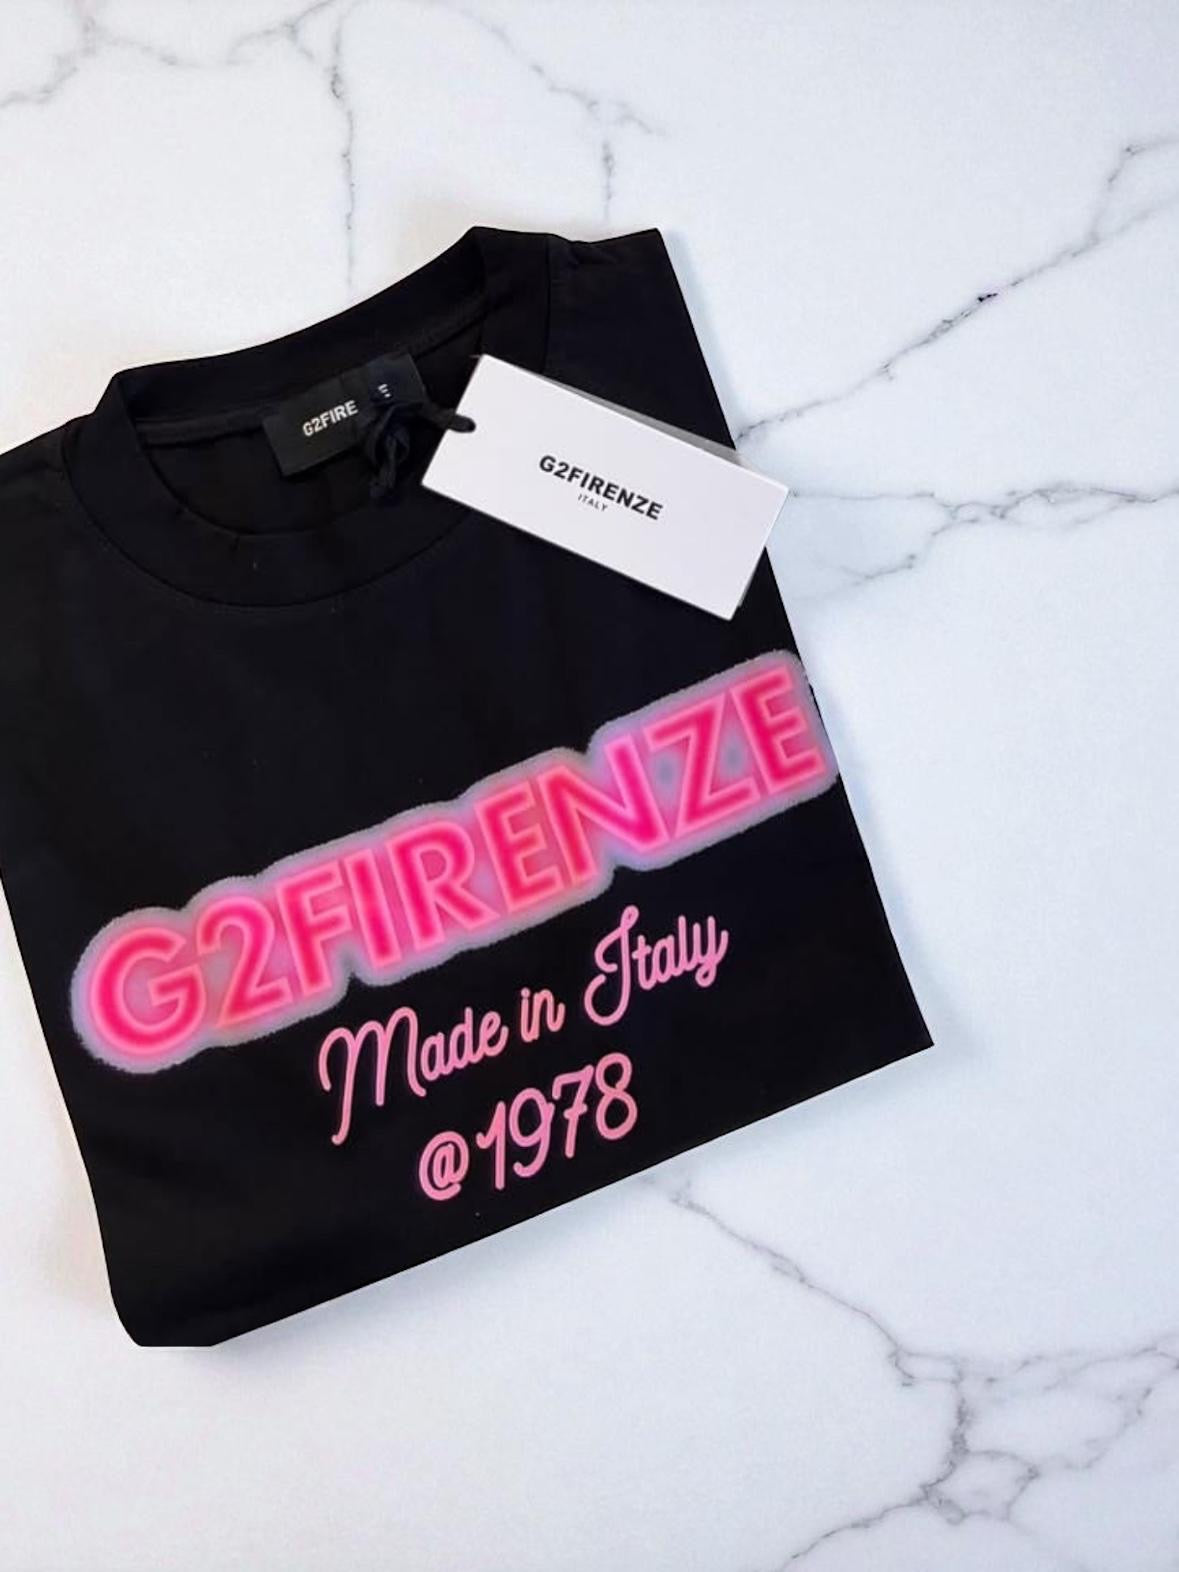 G2FIRE
G2FIRENZE
ITALY
G2FIRENZE
Made in Italy
@1978